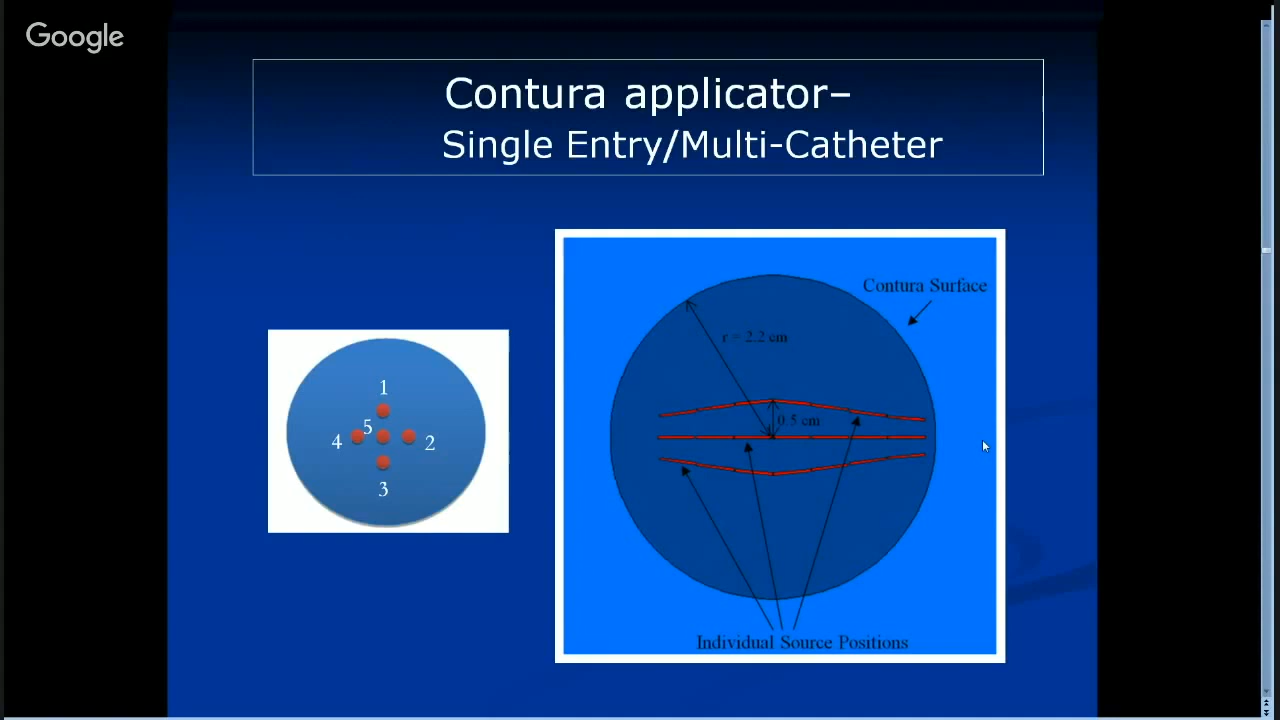 Google
Contura applicator–
Single Entry/Multi-Catheter
1
5
4
2
3
Contura Surface
r = 2.2 cm
0.5 cm
Individual Source Positions